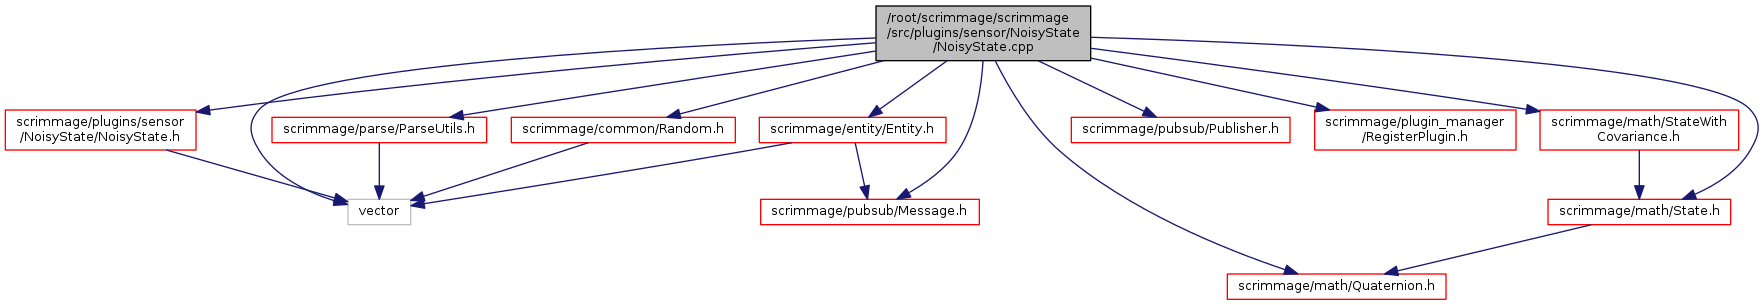 /root/scrimmage/scrimmage
/src/plugins/sensor/NoisyState
/NoisyState.cpp
scrimmage/plugins/sensor
/NoisyState/NoisyState.h
scrimmage/parse/ParseUtils.h
scrimmage/common/Random.h
scrimmage/entity/Entity.h
scrimmage/pubsub/Publisher.h
scrimmage/plugin_manager
/RegisterPlugin.h
scrimmage/math/StateWith
Covariance.h
vector
scrimmage/pubsub/Message.h
scrimmage/math/State.h
scrimmage/math/Quaternion.h